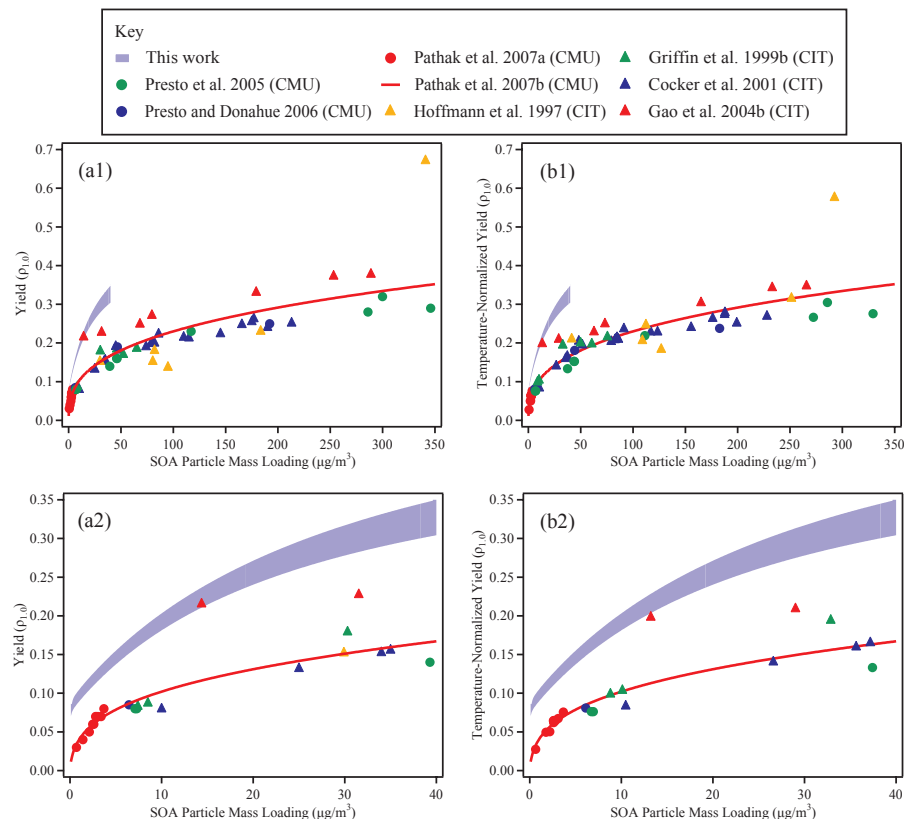 Key
This work
Presto et al. 2005 (CMU)
Presto and Donahue 2006 (CMU)
Pathak et al. 2007a (CMU)
Pathak et al. 2007b (CMU)
Hoffmann et al. 1997 (CIT)
Griffin et al. 1999b (CIT)
Cocker et al. 2001 (CIT)
Gao et al. 2004b (CIT)
(a1)
Yield (ρ1.0)
0.7
0.6
0.5
0.4
0.3
0.2
0.1
0.0
0 50 100 150 200 250 300 350
SOA Particle Mass Loading (μg/m³)
(b1)
Temperature-Normalized Yield (ρ1.0)
0.7
0.6
0.5
0.4
0.3
0.2
0.1
0.0
0 50 100 150 200 250 300 350
SOA Particle Mass Loading (μg/m³)
(a2)
Yield (ρ1.0)
0.35
0.30
0.25
0.20
0.15
0.10
0.05
0.00
0 10 20 30 40
SOA Particle Mass Loading (μg/m³)
(b2)
Temperature-Normalized Yield (ρ1.0)
0.35
0.30
0.25
0.20
0.15
0.10
0.05
0.00
0 10 20 30 40
SOA Particle Mass Loading (μg/m³)